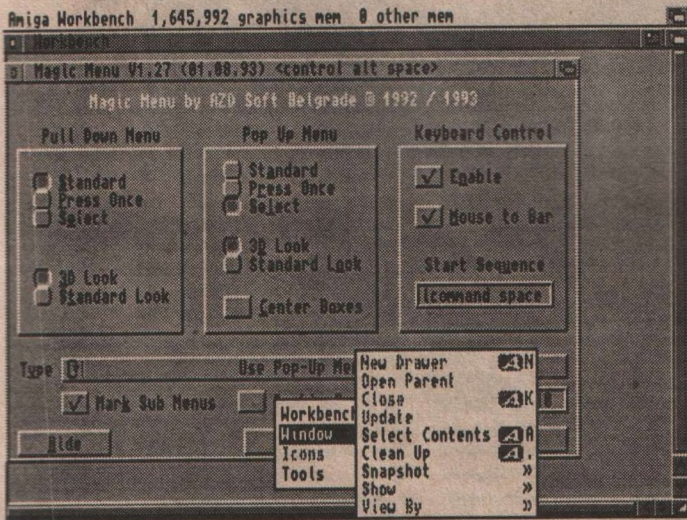 Amiga Workbench 1,645,992 graphics mem 0 other mem
Workbench
Magic Menu V1.27 (01.08.93) <control alt space>
Magic Menu by AZD Soft Belgrade © 1992 / 1993
Pull Down Menu
Standard
Press Once
Select
3D Look
Standard Look
Pop Up Menu
Standard
Press Once
Select
3D Look
Standard Look
Center Boxes
Keyboard Control
Enable
Mouse to Bar
Start Sequence
lcommand space
Type
Use Pop-Up
Mark Sub Menus
Hide
Workbench
Window
Icons
Tools
New Drawer A N
Open Parent
Close A K
Update
Select Contents A A
Clean Up A .
Snapshot »
Show »
View By »